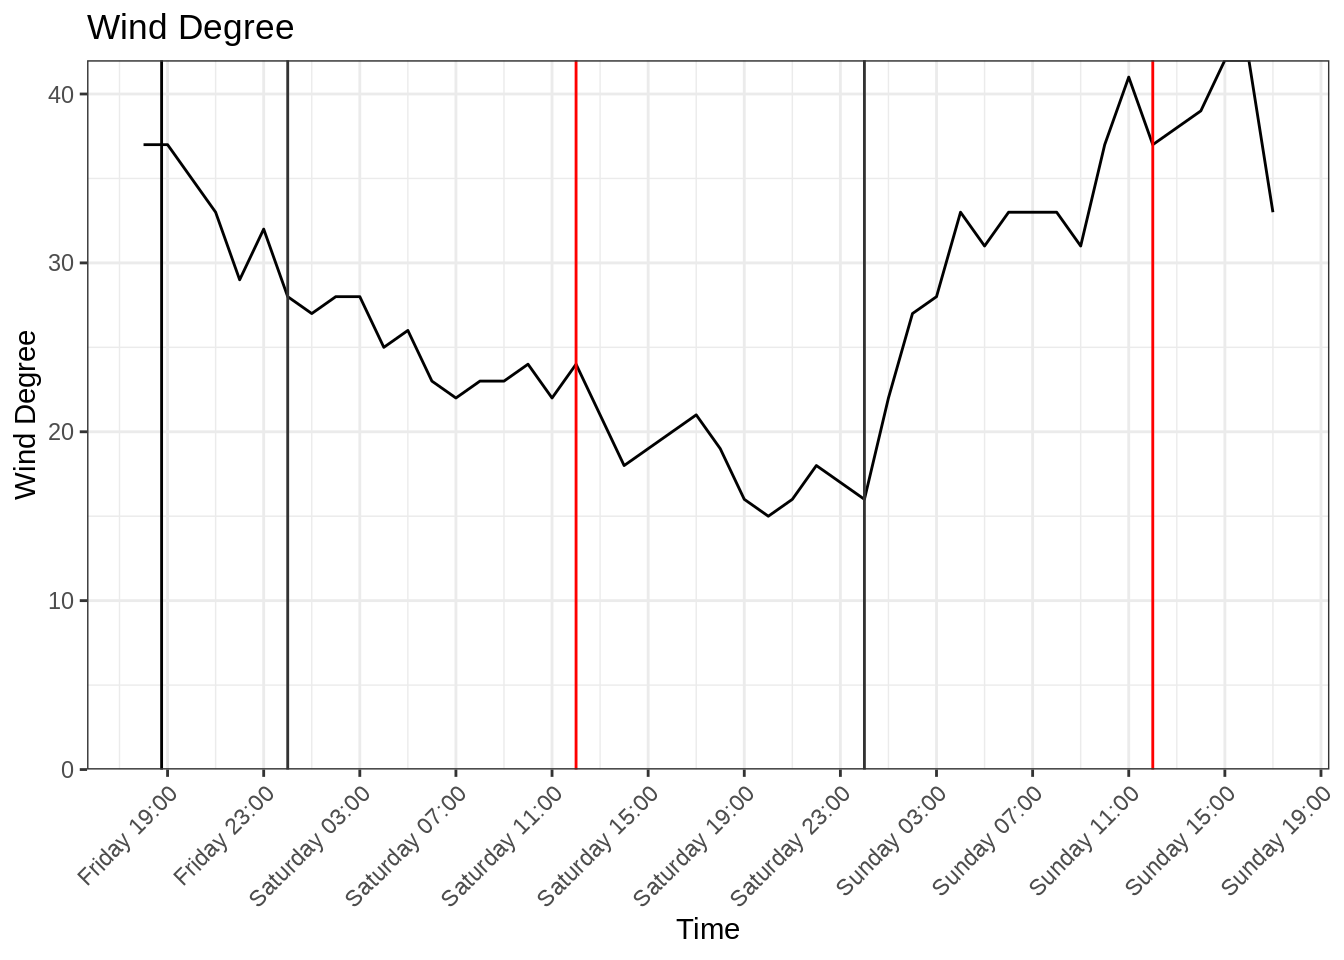 Wind Degree
Wind Degree
40
30
20
10
0
Friday 19:00
Friday 23:00
Saturday 03:00
Saturday 07:00
Saturday 11:00
Saturday 15:00
Saturday 19:00
Saturday 23:00
Sunday 03:00
Sunday 07:00
Sunday 11:00
Sunday 15:00
Sunday 19:00
Time